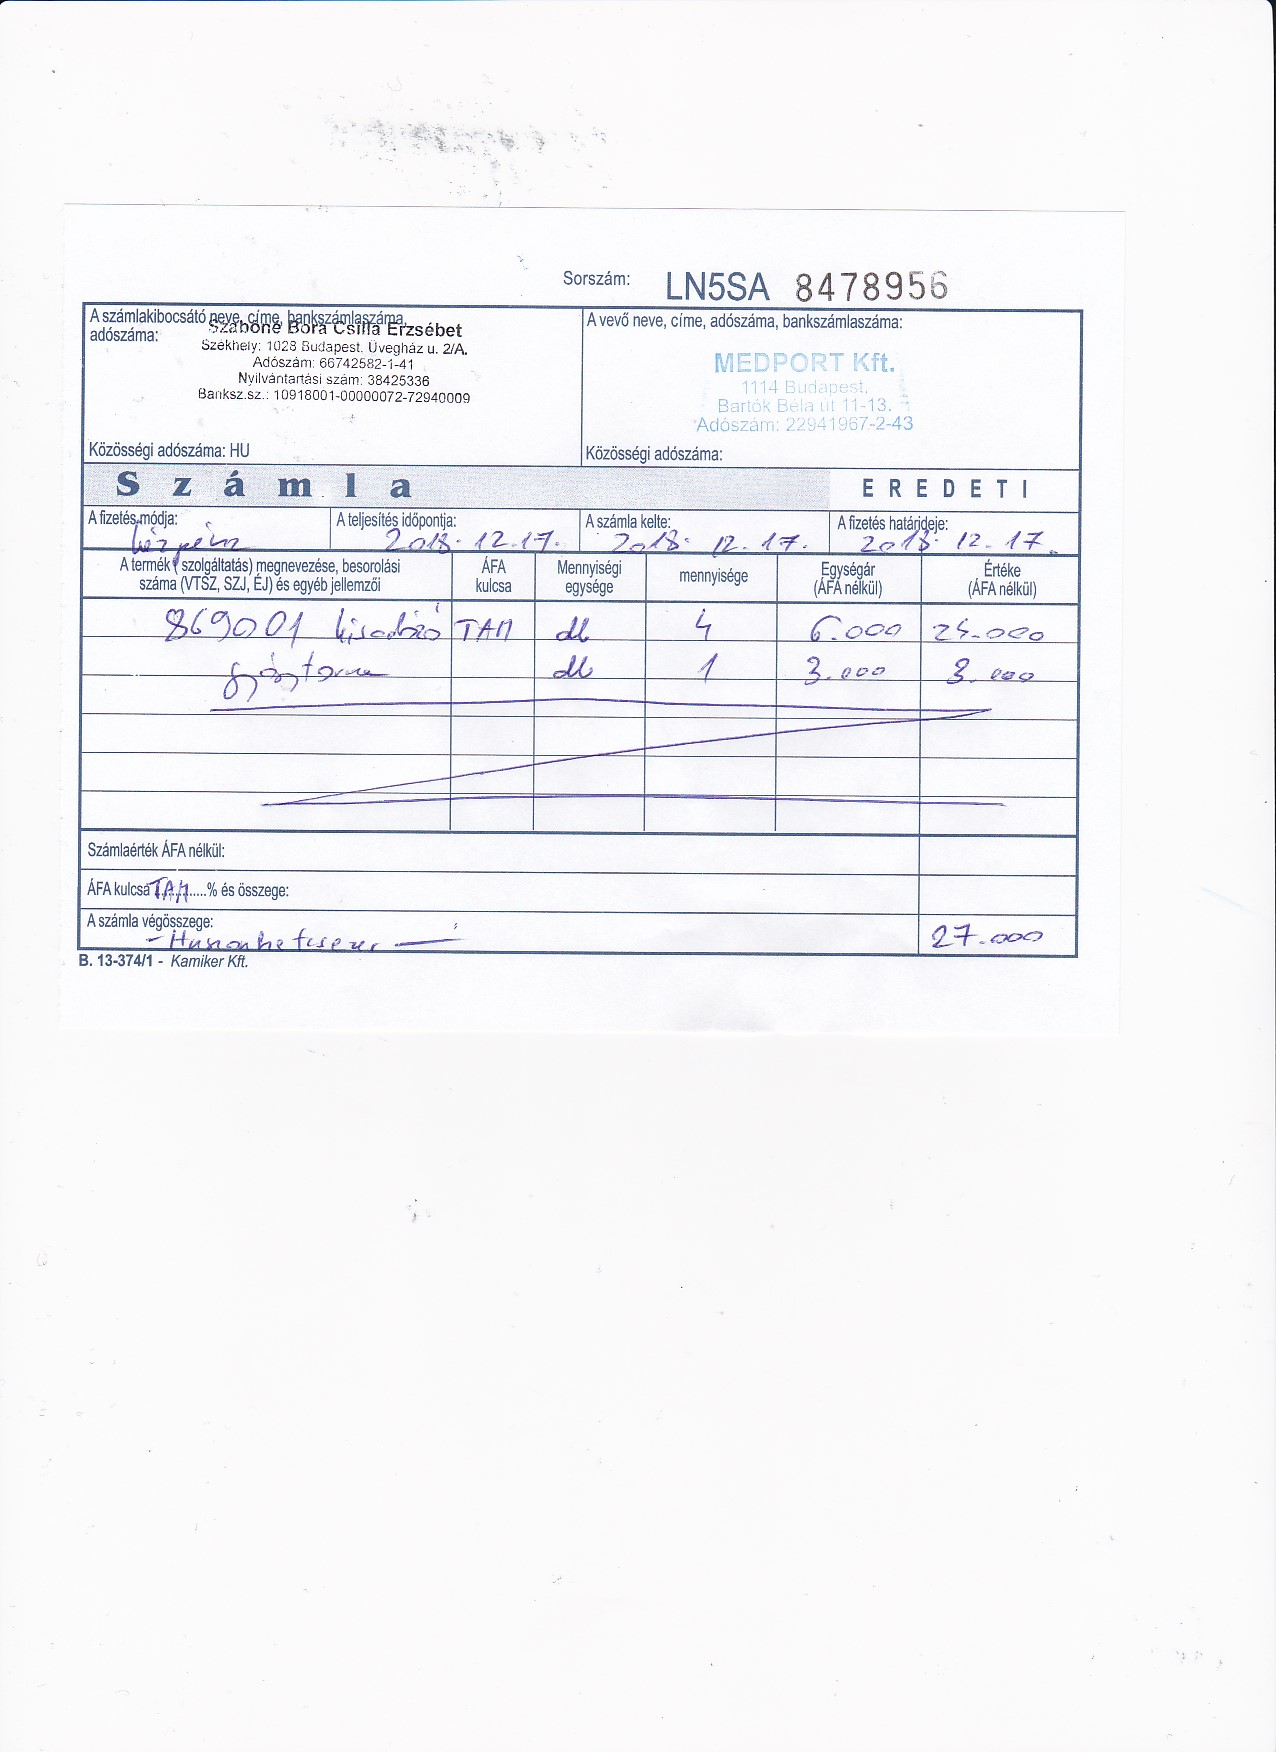 Sorszám: LN5SA 8478956
A számlakibocsátó neve, címe, bankszámlaszáma,
adószáma:
Szabóné Bora Csilla Erzsébet
Székhely: 1028 Budapest, Üvegház u. 2/A.
Adószám: 66742582-1-41
Nyilvántartási szám: 38425336
Banksz.sz.: 10918001-00000072-72940009
Közösségi adószáma: HU
A vevő neve, címe, adószáma, bankszámlaszáma:
MEDPORT Kft.
1114 Budapest,
Bartók Béla út 11-13.
Adószám: 22941967-2-43
Közösségi adószáma:
Számla EREDETI
A fizetés módja: A teljesítés időpontja: A számla kelte: A fizetés határideje:
készpénz 2018. 12.17. 2018. 12. 17. 2018. 12. 17.
A termék (szolgáltatás) megnevezése, besorolási ÁFA Mennyiségi mennyisége Egységár Értéke
száma (VTSZ, SZJ, ÉJ) és egyéb jellemzői kulcsa egysége (ÁFA nélkül) (ÁFA nélkül)
869001 TAM db 4 6.000 24.000
gyógytorna db 1 3.000 3.000
Számlaérték ÁFA nélkül:
ÁFA kulcsa TAM.....% és összege:
A számla végösszege:
- Huszonhétezer - 27.000
B. 13-374/1 - Kamiker Kft.